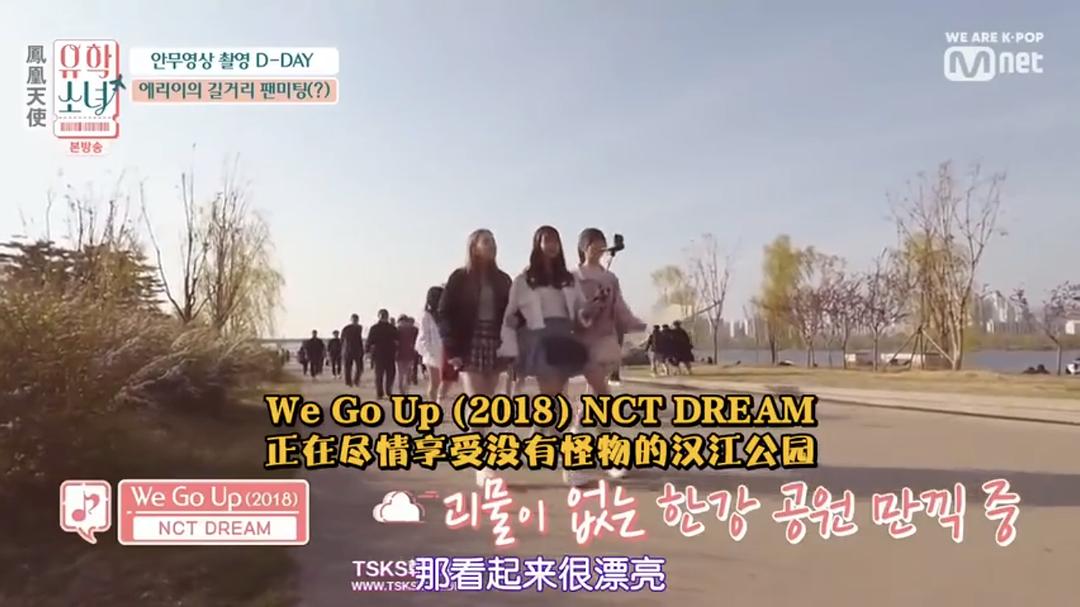 鳳凰天使
유학
소녀
본방송
안무영상 촬영 D-DAY
에리이의 길거리 팬미팅(?)
WE ARE K-POP
Mnet
We Go Up (2018) NCT DREAM
正在尽情享受没有怪物的汉江公园
We Go Up (2018)
NCT DREAM
괴물이 없는 한강 공원 만끽 중
TSKS
那看起来很漂亮
WWW.TSKS